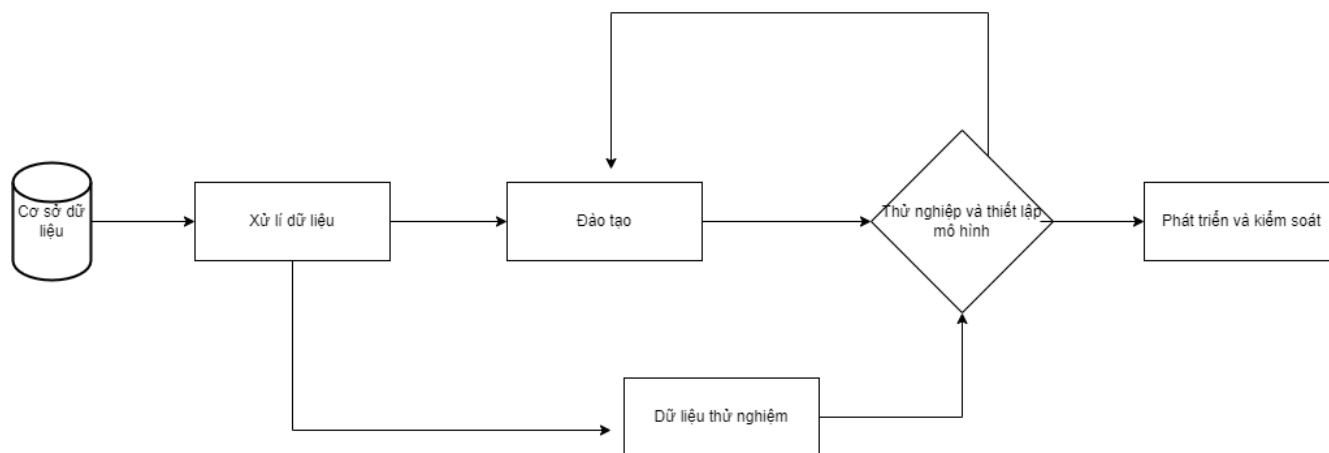 Cơ sở dữ
liệu
Xử lí dữ liệu
Đào tạo
Thử nghiệp và thiết lập
mô hình
Phát triển và kiểm soát
Dữ liệu thử nghiệm